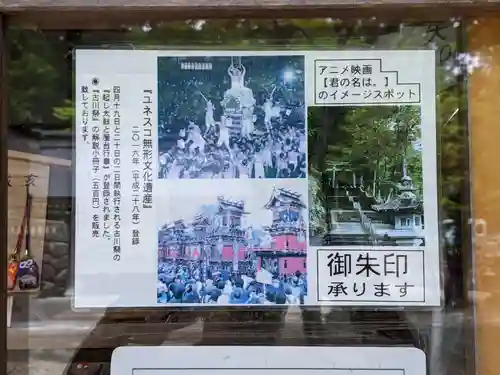 『ユネスコ無形文化遺産』
二〇一六年(平成二八年)登録
◉
四月十九日と二十日の二日間執行される古川祭の
『起し太鼓と屋台行事』が登録されました。
『古川祭』の解説小冊子(五百円)を販売
致しております。
アニメ映画
【君の名は。】
のイメージスポット
御朱印
承ります